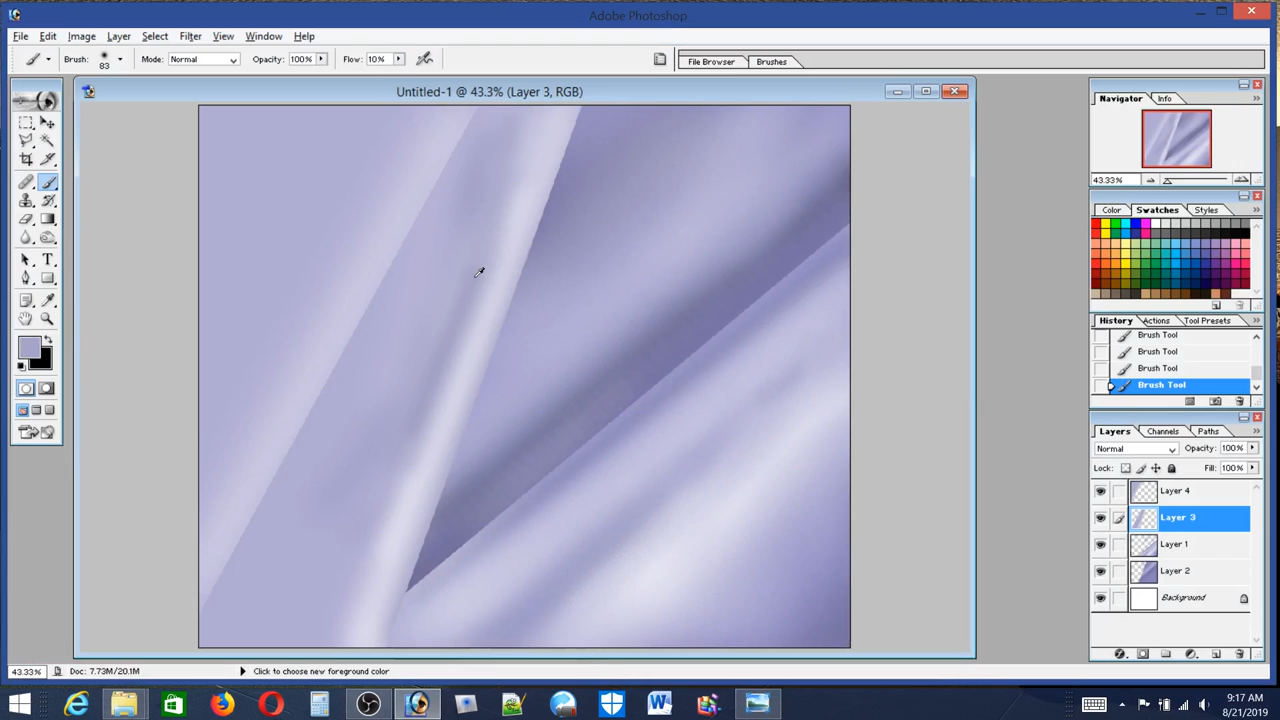 Adobe Photoshop
File Edit Image Layer Select Filter View Window Help
Brush: 83 Mode: Normal Opacity: 100% Flow: 10% File Browser Brushes
Untitled-1 @ 43.3% (Layer 3, RGB)
Navigator Info
43.33%
Color Swatches Styles
History Actions Tool Presets
Brush Tool
Brush Tool
Brush Tool
Brush Tool
Layers Channels Paths
Normal Opacity: 100%
Lock: Fill: 100%
Layer 4
Layer 3
Layer 1
Layer 2
Background
43.33% Doc: 7.73M/20.1M Click to choose new foreground color
9:17 AM
8/21/2019